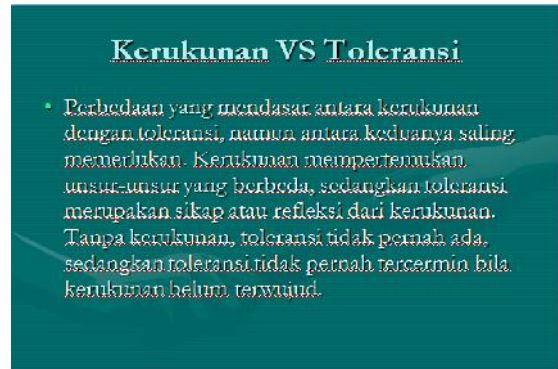 Kerukunan VS Toleransi
• Perbedaan yang mendasar antara kerukunan
dengan toleransi, namun antara keduanya saling
memerlukan. Kerukunan mempertemukan
unsur-unsur yang berbeda, sedangkan toleransi
merupakan sikap atau refleksi dari kerukunan.
Tanpa kerukunan, toleransi tidak pernah ada,
sedangkan toleransi tidak pernah tercermin bila
kerukunan belum terwujud.